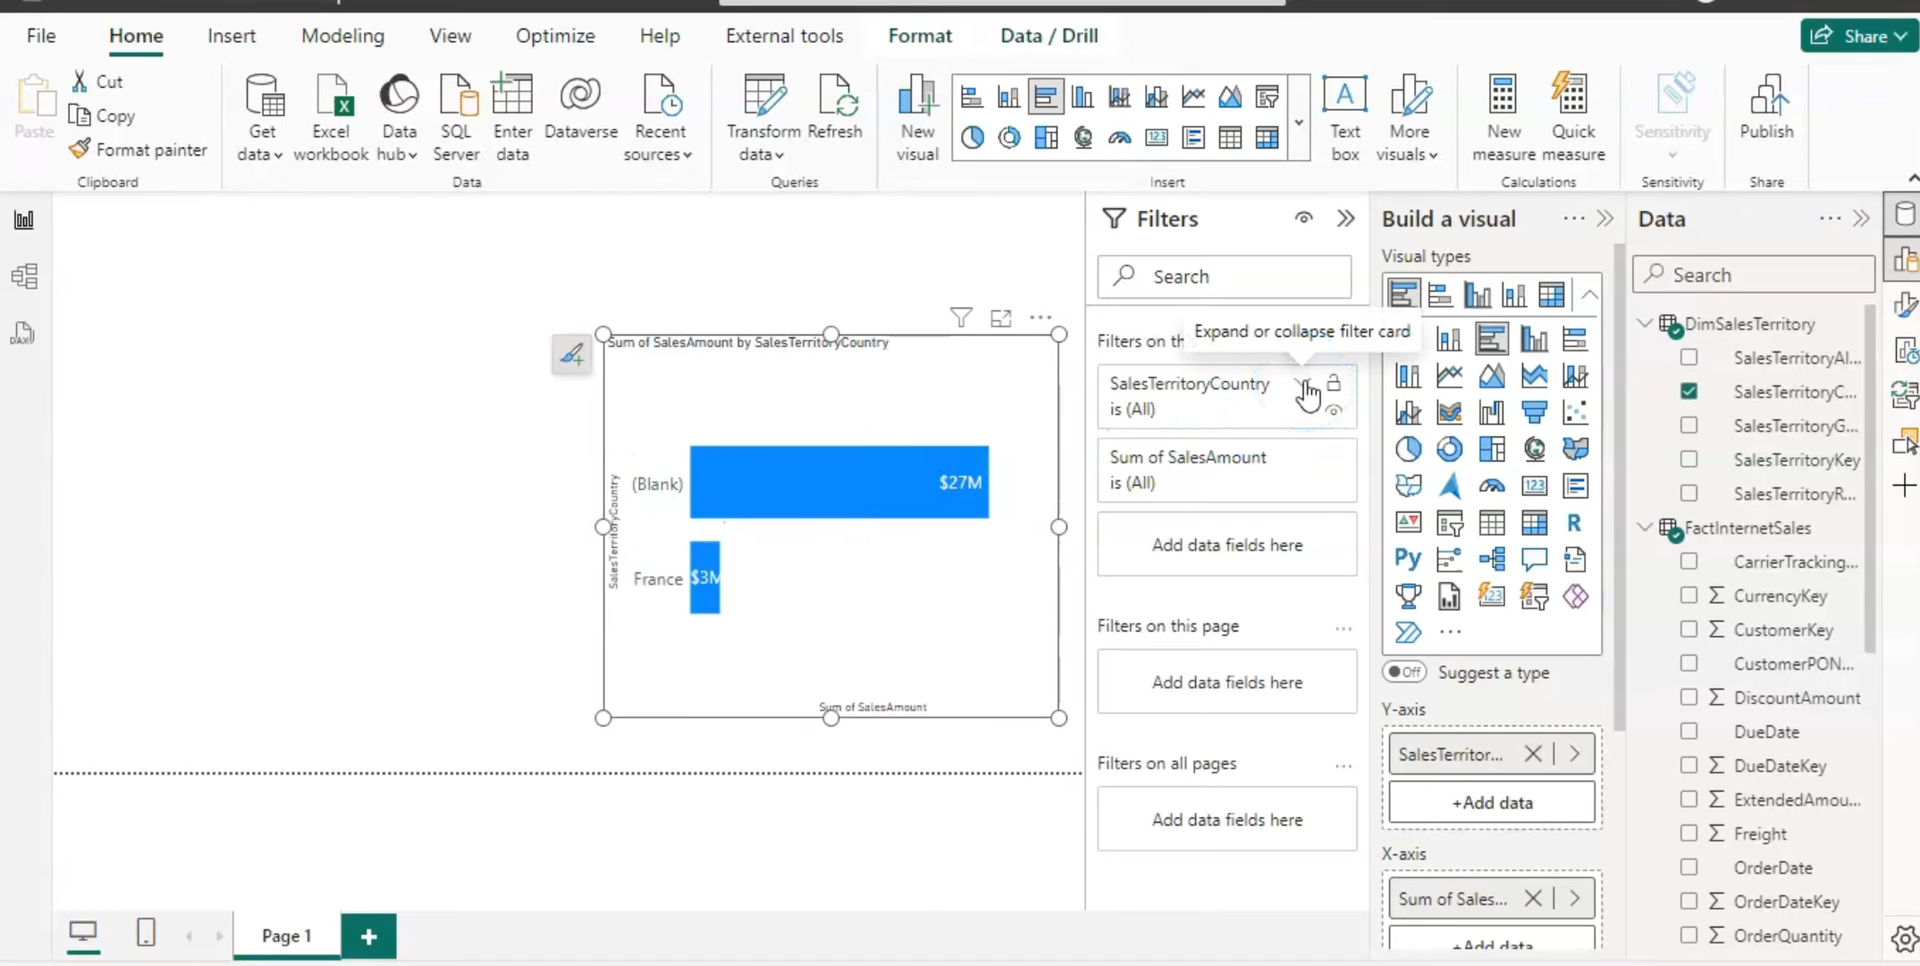 File Home Insert Modeling View Optimize Help External tools Format Data / Drill Share
Paste
Cut
Copy
Format painter
Clipboard
Get data
Excel workbook
Data hub
SQL Server
Enter data
Dataverse
Recent sources
Data
Transform data
Refresh
Queries
New visual
123
A
Text box
More visuals
Insert
New measure
Quick measure
Calculations
Sensitivity
Sensitivity
Publish
Share
DAX
Sum of SalesAmount by SalesTerritoryCountry
SalesTerritoryCountry
(Blank) $27M
France $3M
Sum of SalesAmount
Filters
Search
Filters on th
Expand or collapse filter card
SalesTerritoryCountry
is (All)
Sum of SalesAmount
is (All)
Add data fields here
Filters on this page ...
Add data fields here
Filters on all pages ...
Add data fields here
Build a visual ...
Visual types
123
R
Py
123
...
Off Suggest a type
Y-axis
SalesTerritor...
+Add data
X-axis
Sum of Sales...
+Add data
Data ...
Search
DimSalesTerritory
SalesTerritoryAl...
SalesTerritoryC...
SalesTerritoryG...
SalesTerritoryKey
SalesTerritoryR...
FactInternetSales
CarrierTracking...
Σ CurrencyKey
Σ CustomerKey
CustomerPON...
Σ DiscountAmount
DueDate
Σ DueDateKey
Σ ExtendedAmou...
Σ Freight
OrderDate
Σ OrderDateKey
Σ OrderQuantity
Page 1
+